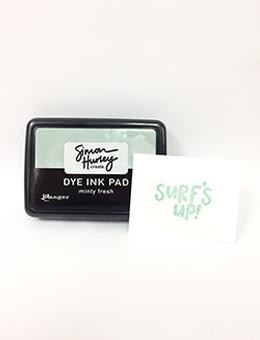 Simon
Hurley
create.
DYE INK PAD
minty fresh
Ranger
SURF'S
UP!